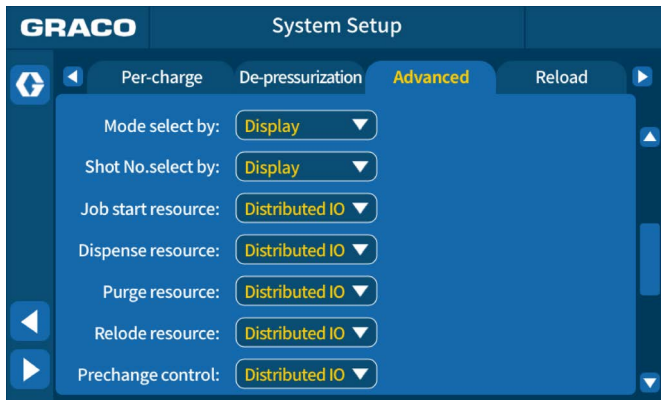 GRACO System Setup
Per-charge De-pressurization Advanced Reload
Mode select by: Display
Shot No.select by: Display
Job start resource: Distributed IO
Dispense resource: Distributed IO
Purge resource: Distributed IO
Relode resource: Distributed IO
Prechange control: Distributed IO